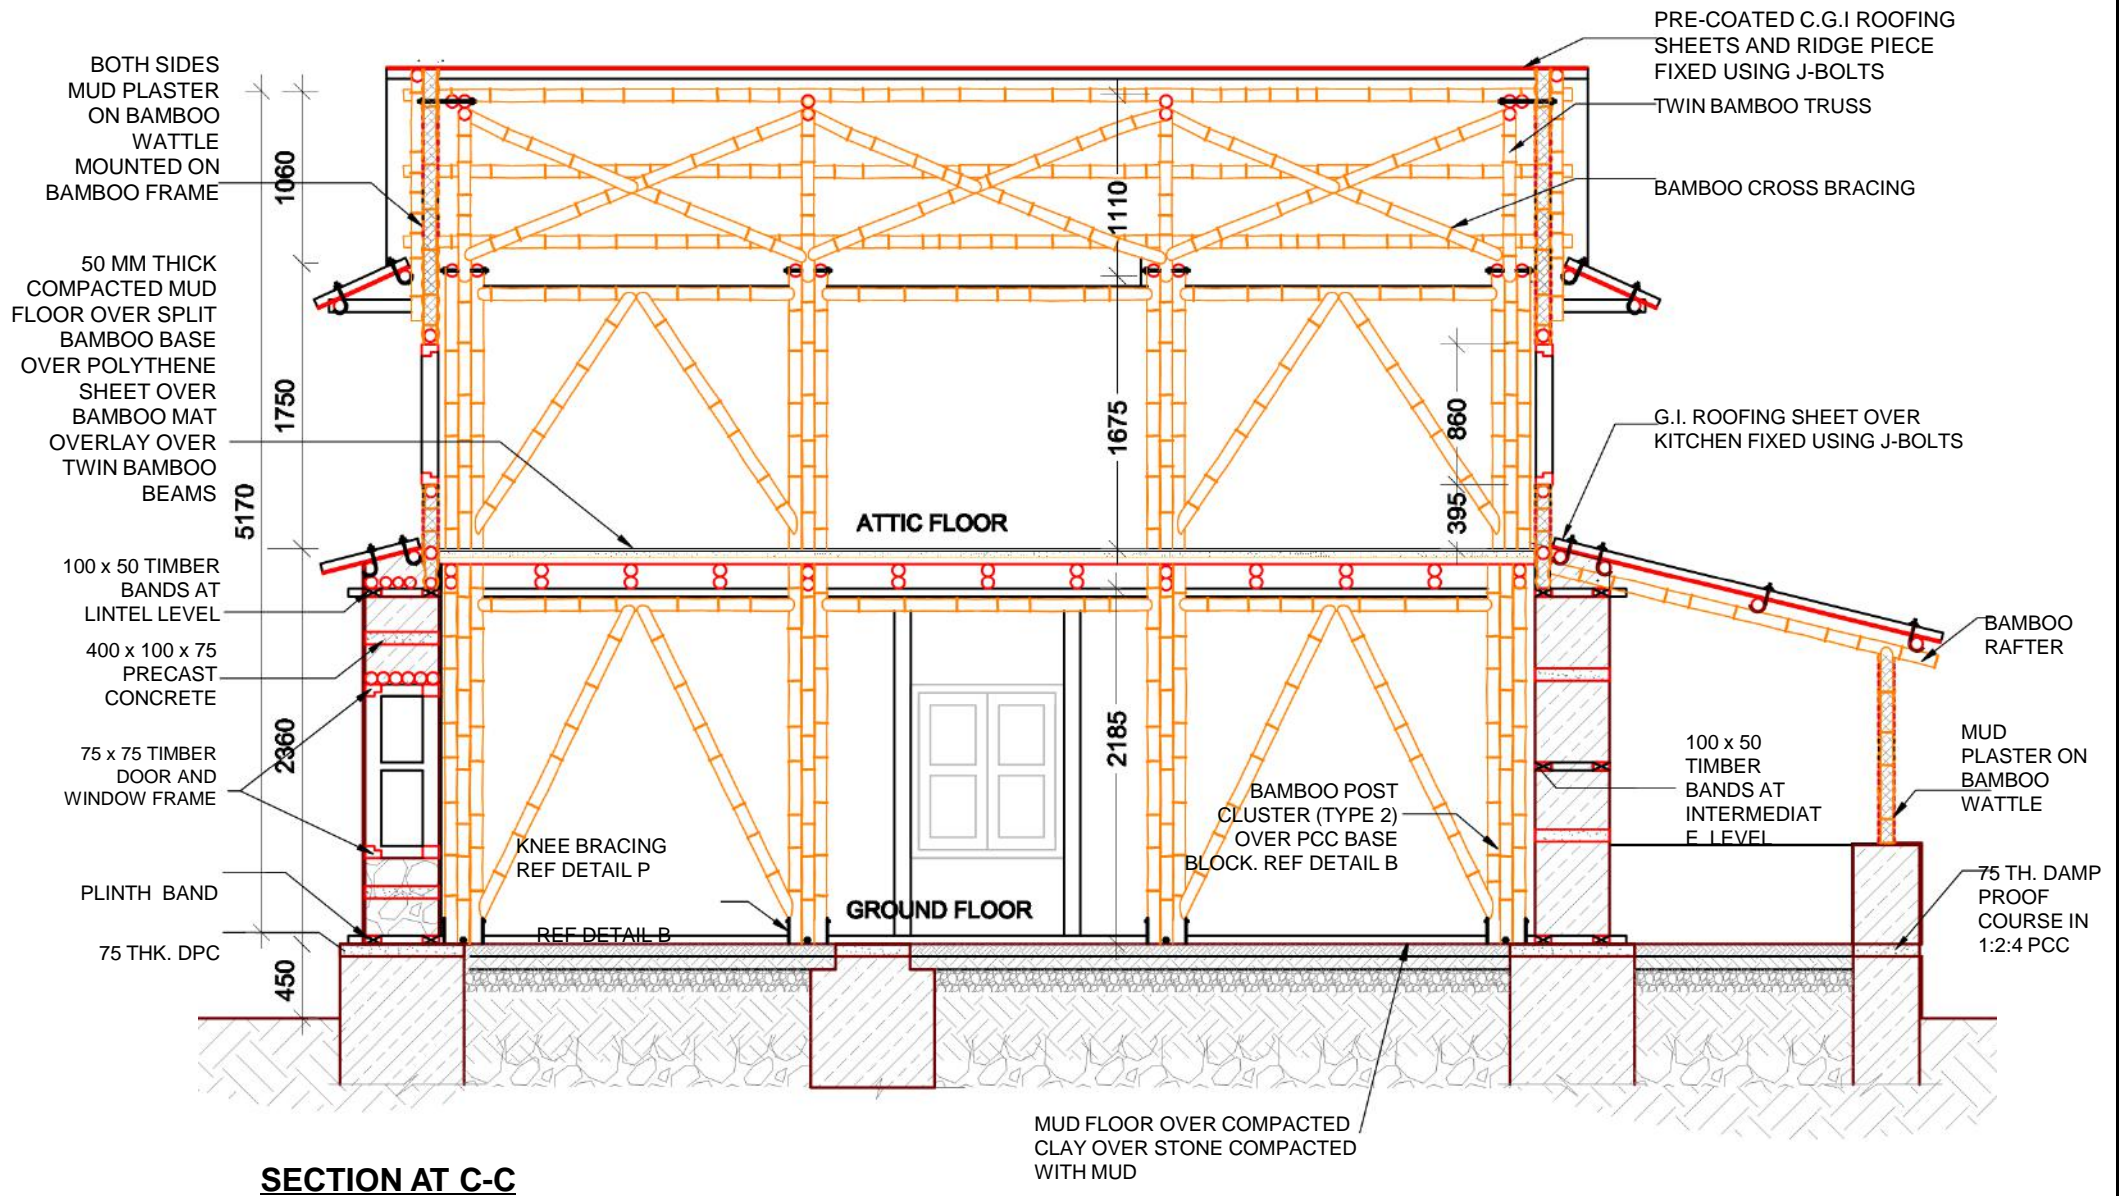 BOTH SIDES
MUD PLASTER
ON BAMBOO
WATTLE
MOUNTED ON
BAMBOO FRAME
50 MM THICK
COMPACTED MUD
FLOOR OVER SPLIT
BAMBOO BASE
OVER POLYTHENE
SHEET OVER
BAMBOO MAT
OVERLAY OVER
TWIN BAMBOO
BEAMS
100 x 50 TIMBER
BANDS AT
LINTEL LEVEL
400 x 100 x 75
PRECAST
CONCRETE
75 x 75 TIMBER
DOOR AND
WINDOW FRAME
PLINTH BAND
75 THK. DPC
1060
1750
5170
2360
450
1110
1675
2185
860
395
ATTIC FLOOR
KNEE BRACING
REF DETAIL P
REF DETAIL B
GROUND FLOOR
BAMBOO POST
CLUSTER (TYPE 2)
OVER PCC BASE
BLOCK. REF DETAIL B
PRE-COATED C.G.I ROOFING
SHEETS AND RIDGE PIECE
FIXED USING J-BOLTS
TWIN BAMBOO TRUSS
BAMBOO CROSS BRACING
G.I. ROOFING SHEET OVER
KITCHEN FIXED USING J-BOLTS
BAMBOO
RAFTER
100 x 50
TIMBER
BANDS AT
INTERMEDIAT
E LEVEL
MUD
PLASTER ON
BAMBOO
WATTLE
75 TH. DAMP
PROOF
COURSE IN
1:2:4 PCC
MUD FLOOR OVER COMPACTED
CLAY OVER STONE COMPACTED
WITH MUD
SECTION AT C-C